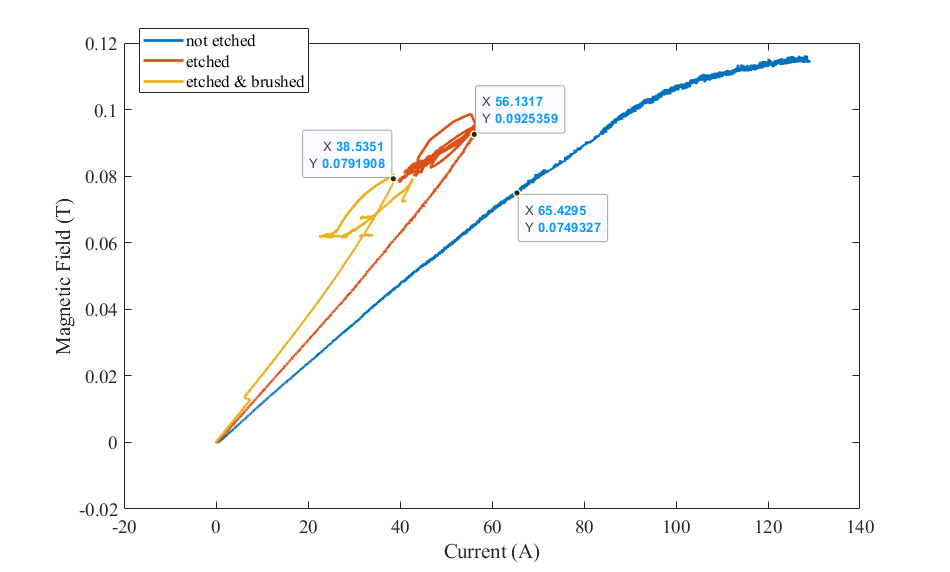 not etched
etched
etched & brushed
X 56.1317
Y 0.0925359
X 38.5351
Y 0.0791908
X 65.4295
Y 0.0749327
0.12
0.1
0.08
0.06
0.04
0.02
0
-0.02
-20
0
20
40
60
80
100
120
140
Magnetic Field (T)
Current (A)